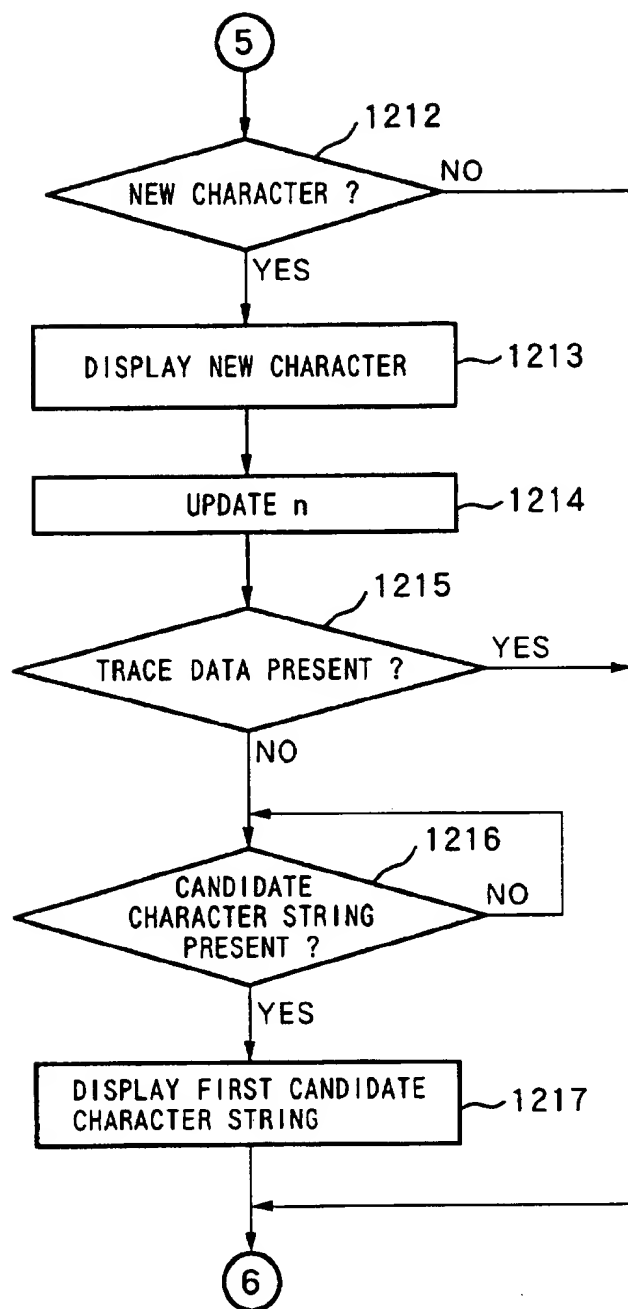 5
1212
NEW CHARACTER ?
NO
YES
DISPLAY NEW CHARACTER
1213
UPDATE n
1214
1215
TRACE DATA PRESENT ?
YES
NO
1216
CANDIDATE
CHARACTER STRING
PRESENT ?
NO
YES
DISPLAY FIRST CANDIDATE
CHARACTER STRING
1217
6